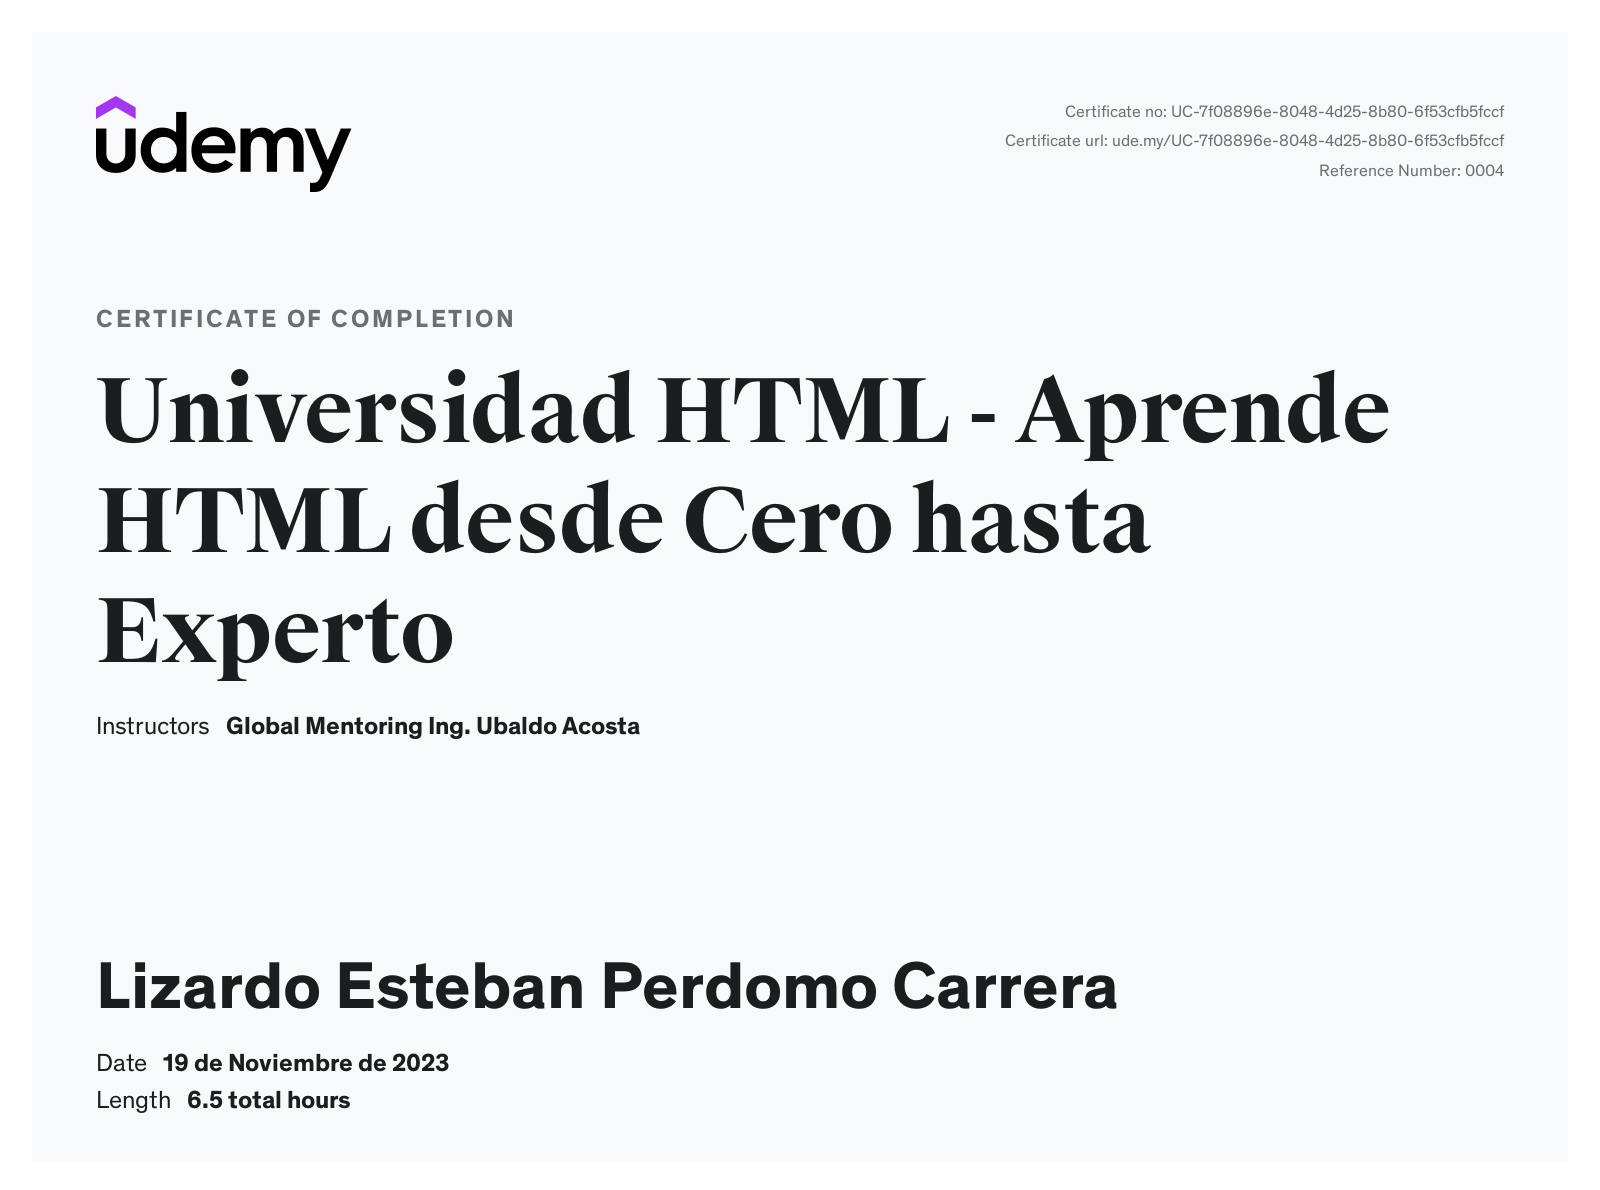 udemy
Certificate no: UC-7f08896e-8048-4d25-8b80-6f53cfb5fccf
Certificate url: ude.my/UC-7f08896e-8048-4d25-8b80-6f53cfb5fccf
Reference Number: 0004
CERTIFICATE OF COMPLETION
Universidad HTML - Aprende
HTML desde Cero hasta
Experto
Instructors Global Mentoring Ing. Ubaldo Acosta
Lizardo Esteban Perdomo Carrera
Date 19 de Noviembre de 2023
Length 6.5 total hours